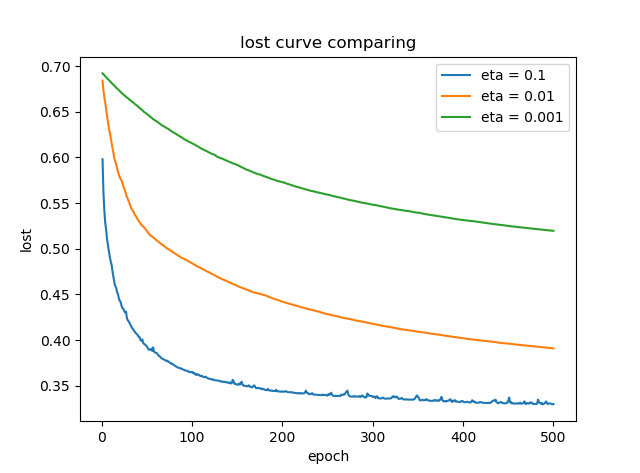 lost curve comparing
eta = 0.1
eta = 0.01
eta = 0.001
lost
0.70
0.65
0.60
0.55
0.50
0.45
0.40
0.35
0 100 200 300 400 500
epoch